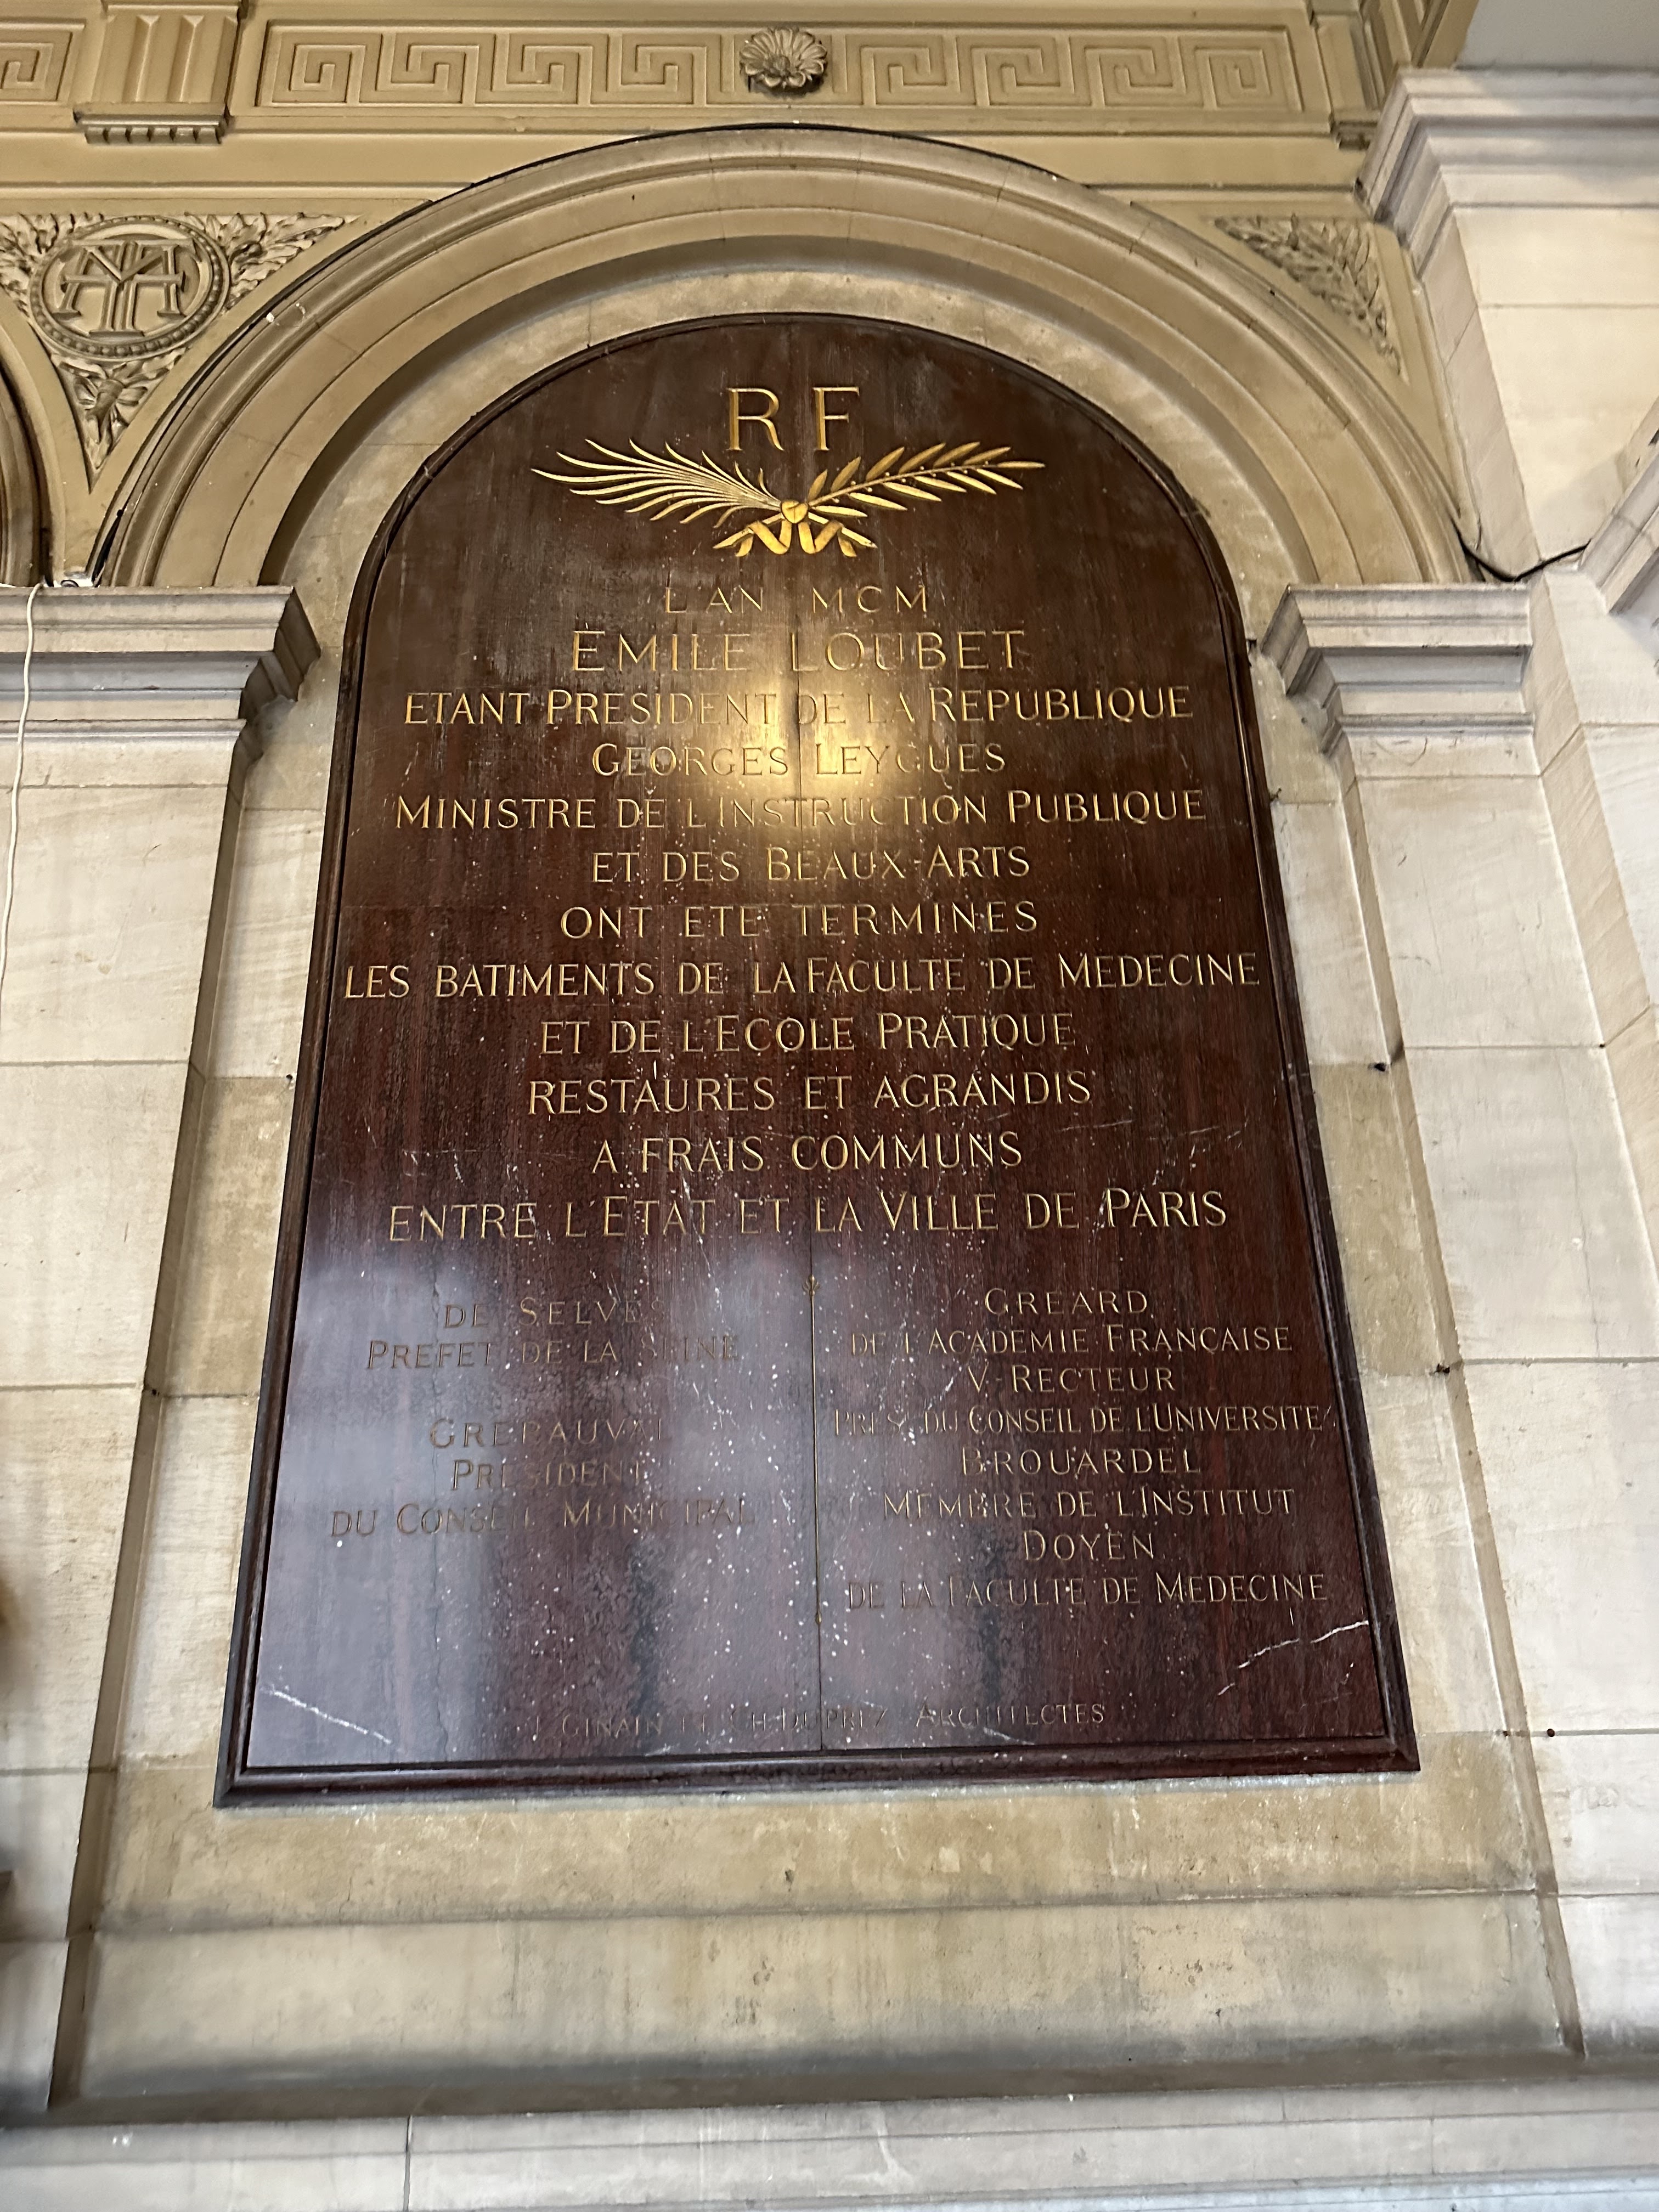 RF
L'AN MCM
EMILE LOUBET
ETANT PRESIDENT DE LA REPUBLIQUE
GEORGES LEYGUES
MINISTRE DE L'INSTRUCTION PUBLIQUE
ET DES BEAUX-ARTS
ONT ETE TERMINES
LES BATIMENTS DE LA FACULTE DE MEDECINE
ET DE L'ECOLE PRATIQUE
RESTAURES ET AGRANDIS
A FRAIS COMMUNS
ENTRE L'ETAT ET LA VILLE DE PARIS
DE SELVES
PREFET DE LA SEINE
GREBAUVAL
PRESIDENT
DU CONSEIL MUNICIPAL
GREARD
DE L'ACADEMIE FRANÇAISE
V. RECTEUR
PRES. DU CONSEIL DE L'UNIVERSITE
BROUARDEL
MEMBRE DE L'INSTITUT
DOYEN
DE LA FACULTE DE MEDECINE
GINAIN ET CH. DUPREZ ARCHITECTES